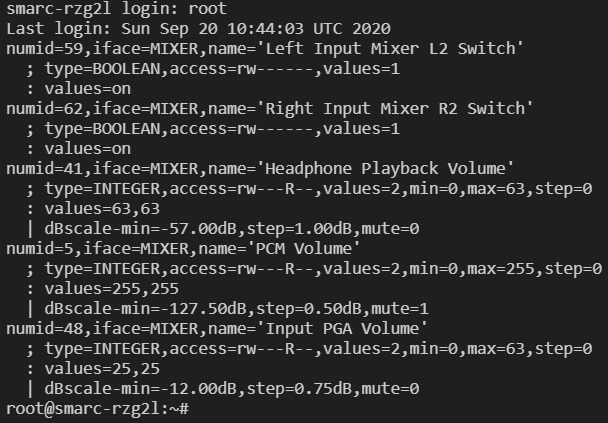 smarc-rzg2l login: root
Last login: Sun Sep 20 10:44:03 UTC 2020
numid=59,iface=MIXER,name='Left Input Mixer L2 Switch'
  ; type=BOOLEAN,access=rw------,values=1
  : values=on
numid=62,iface=MIXER,name='Right Input Mixer R2 Switch'
  ; type=BOOLEAN,access=rw------,values=1
  : values=on
numid=41,iface=MIXER,name='Headphone Playback Volume'
  ; type=INTEGER,access=rw---R--,values=2,min=0,max=63,step=0
  : values=63,63
  | dBscale-min=-57.00dB,step=1.00dB,mute=0
numid=5,iface=MIXER,name='PCM Volume'
  ; type=INTEGER,access=rw---R--,values=2,min=0,max=255,step=0
  : values=255,255
  | dBscale-min=-127.50dB,step=0.50dB,mute=1
numid=48,iface=MIXER,name='Input PGA Volume'
  ; type=INTEGER,access=rw---R--,values=2,min=0,max=63,step=0
  : values=25,25
  | dBscale-min=-12.00dB,step=0.75dB,mute=0
root@smarc-rzg2l:~#